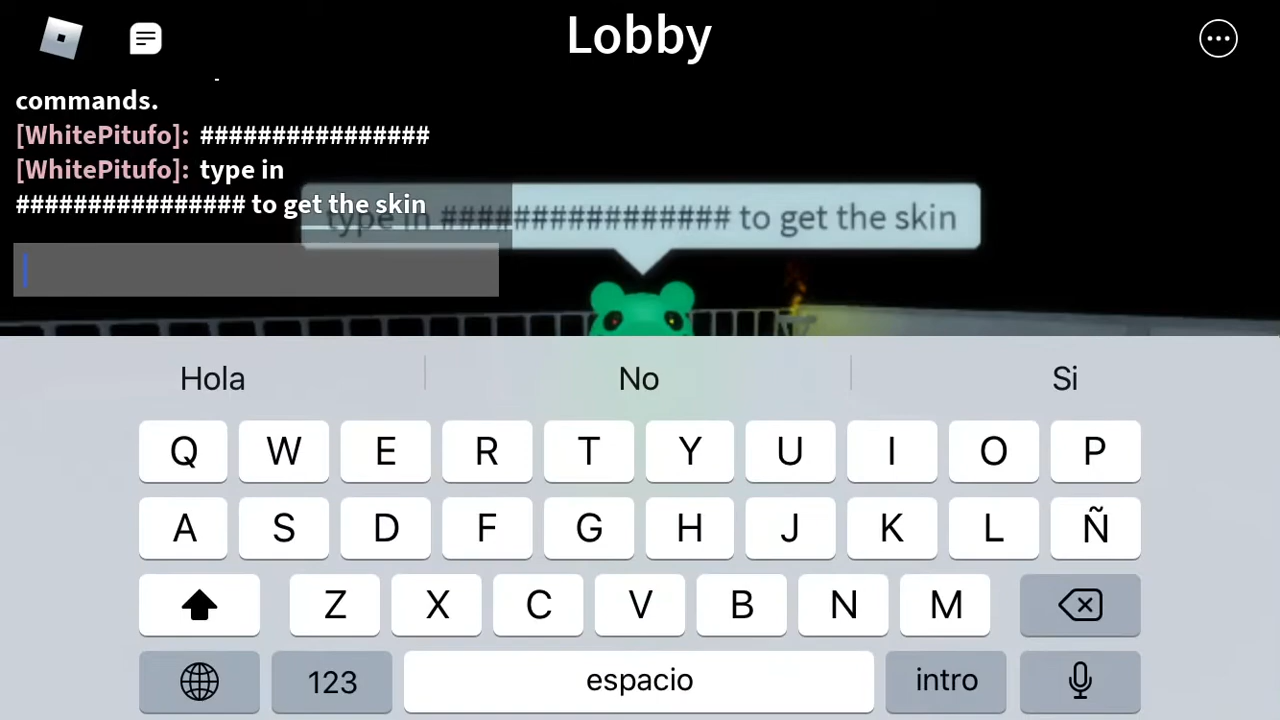 Lobby
commands.
[WhitePitufo]: ################
[WhitePitufo]: type in
################ to get the skin
type in ################ to get the skin
Hola No Si
Q W E R T Y U I O P
A S D F G H J K L Ñ
Z X C V B N M
123 espacio intro